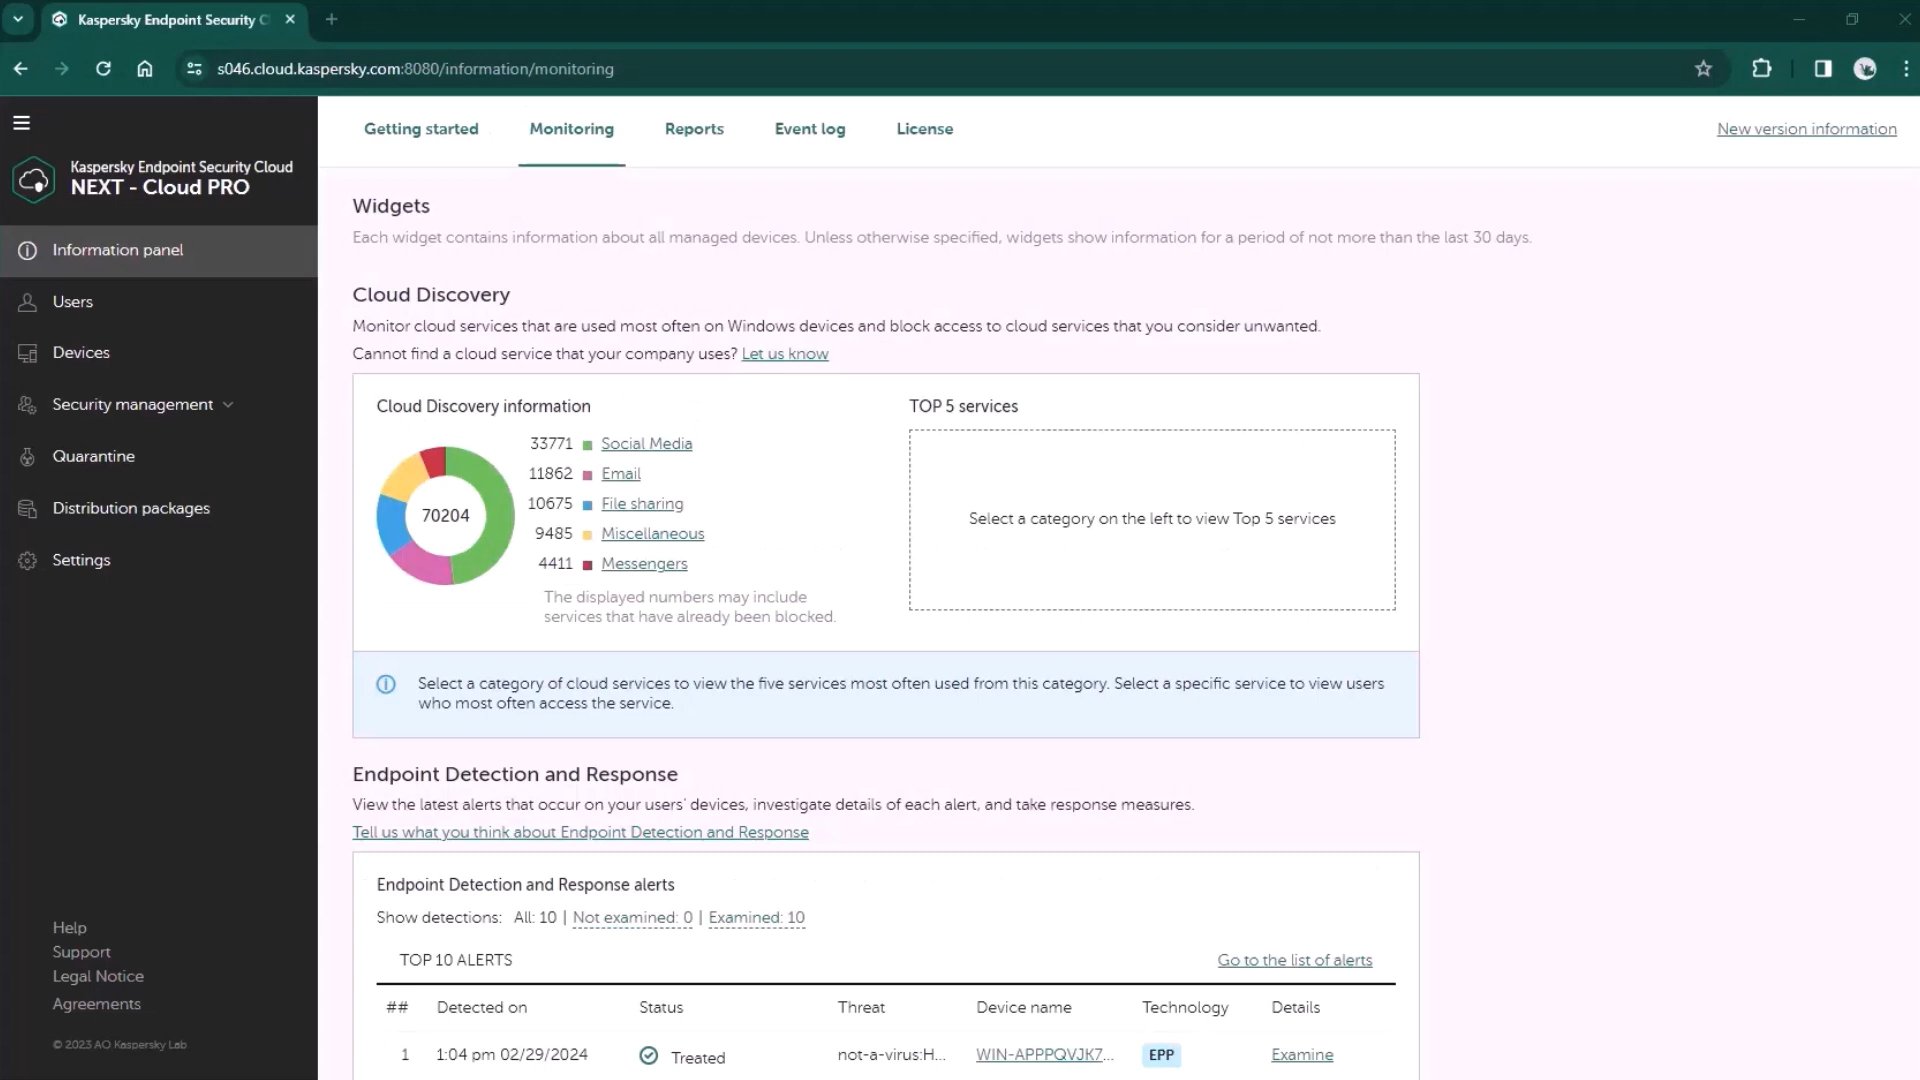 Kaspersky Endpoint Security C
s046.cloud.kaspersky.com:8080/information/monitoring
Kaspersky Endpoint Security Cloud
NEXT - Cloud PRO
Information panel
Users
Devices
Security management
Quarantine
Distribution packages
Settings
Help
Support
Legal Notice
Agreements
© 2023 AO Kaspersky Lab
Getting started Monitoring Reports Event log License New version information
Widgets
Each widget contains information about all managed devices. Unless otherwise specified, widgets show information for a period of not more than the last 30 days.
Cloud Discovery
Monitor cloud services that are used most often on Windows devices and block access to cloud services that you consider unwanted.
Cannot find a cloud service that your company uses? Let us know
Cloud Discovery information
70204
33771 Social Media
11862 Email
10675 File sharing
9485 Miscellaneous
4411 Messengers
The displayed numbers may include
services that have already been blocked.
TOP 5 services
Select a category on the left to view Top 5 services
Select a category of cloud services to view the five services most often used from this category. Select a specific service to view users
who most often access the service.
Endpoint Detection and Response
View the latest alerts that occur on your users' devices, investigate details of each alert, and take response measures.
Tell us what you think about Endpoint Detection and Response
Endpoint Detection and Response alerts
Show detections: All: 10 | Not examined: 0 | Examined: 10
TOP 10 ALERTS Go to the list of alerts
## Detected on Status Threat Device name Technology Details
1 1:04 pm 02/29/2024 Treated not-a-virus:H... WIN-APPPQVJK7... EPP Examine